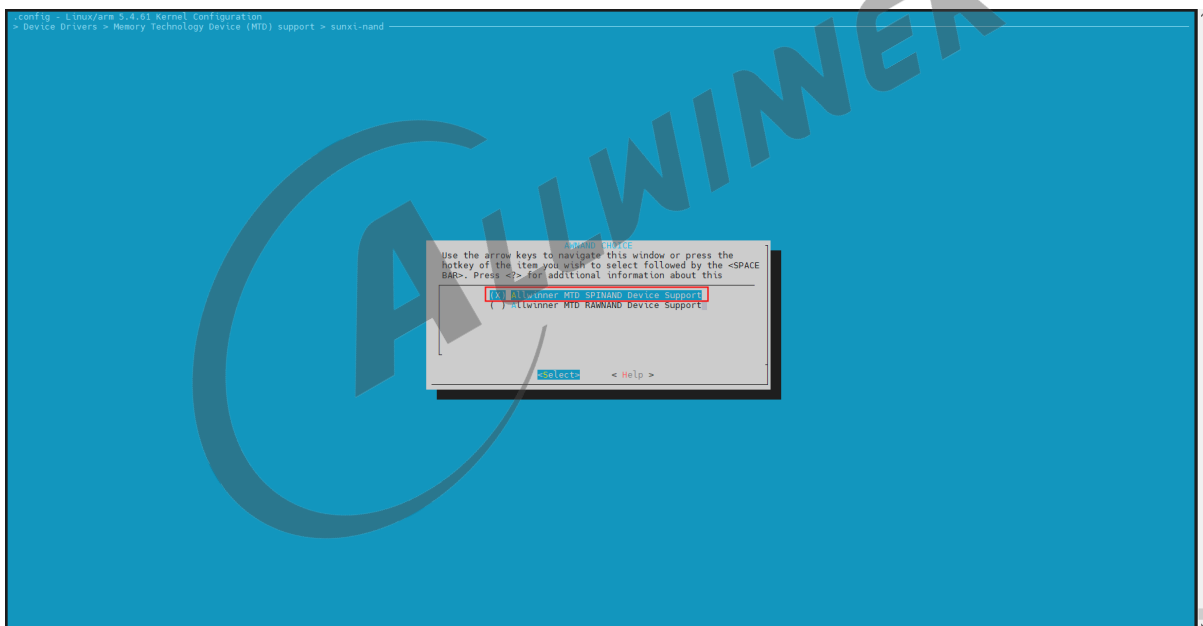 .config - Linux/arm 5.4.61 Kernel Configuration
> Device Drivers > Memory Technology Device (MTD) support > sunxi-nand
ALLWINNER
AWNAND CHOICE
Use the arrow keys to navigate this window or press the
hotkey of the item you wish to select followed by the <SPACE
BAR>. Press <?> for additional information about this
(X) Allwinner MTD SPINAND Device Support
( ) Allwinner MTD RAWNAND Device Support
<Select> < Help >